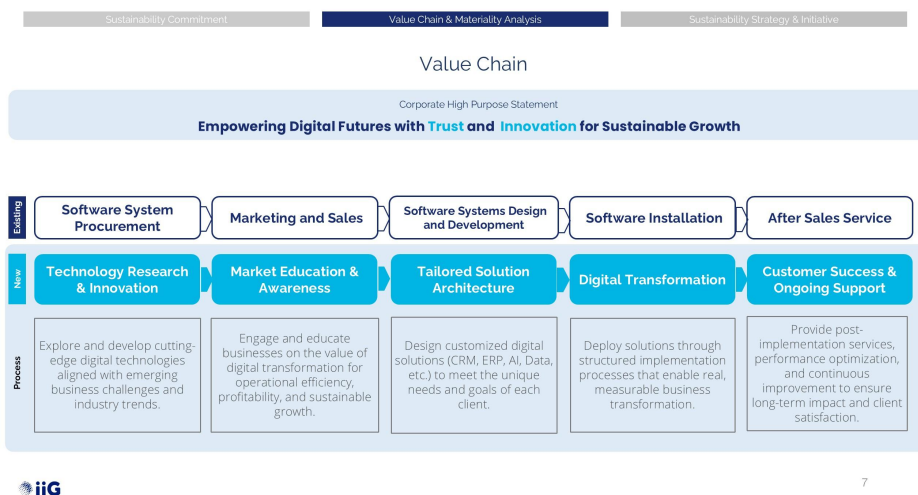 Sustainability Commitment
Value Chain & Materiality Analysis
Sustainability Strategy & Initiative
Value Chain
Corporate High Purpose Statement
Empowering Digital Futures with Trust and Innovation for Sustainable Growth
Existing
Software System
Procurement
Marketing and Sales
Software Systems Design
and Development
Software Installation
After Sales Service
New
Technology Research
& Innovation
Market Education &
Awareness
Tailored Solution
Architecture
Digital Transformation
Customer Success &
Ongoing Support
Process
Explore and develop cutting-
edge digital technologies
aligned with emerging
business challenges and
industry trends.
Engage and educate
businesses on the value of
digital transformation for
operational efficiency,
profitability, and sustainable
growth.
Design customized digital
solutions (CRM, ERP, AI, Data,
etc.) to meet the unique
needs and goals of each
client.
Deploy solutions through
structured implementation
processes that enable real,
measurable business
transformation.
Provide post-
implementation services,
performance optimization,
and continuous
improvement to ensure
long-term impact and client
satisfaction.
iiG
7